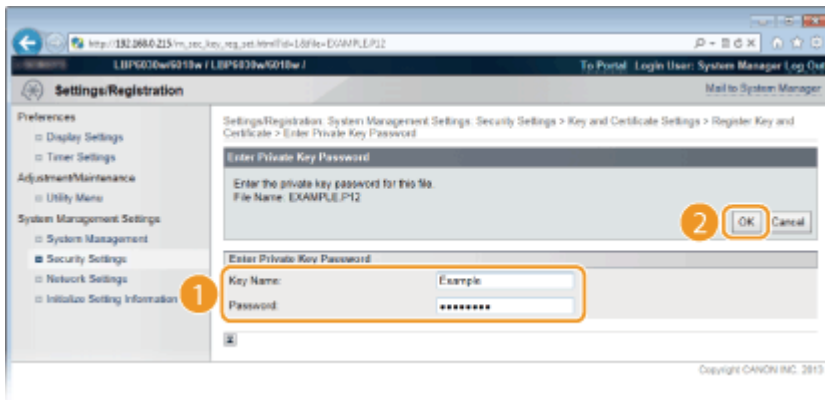 http://192.168.0.215/m_sec_key_reg_set.html?id=1&file=EXAMPLE.P12
LBP6030w/6018w / LBP6030w/6018w /
To Portal Login User: System Manager Log Out
Settings/Registration
Mail to System Manager
Preferences
Display Settings
Timer Settings
Adjustment/Maintenance
Utility Menu
System Management Settings
System Management
Security Settings
Network Settings
Initialize Setting Information
Settings/Registration: System Management Settings: Security Settings > Key and Certificate Settings > Register Key and
Certificate > Enter Private Key Password
Enter Private Key Password
Enter the private key password for this file.
File Name: EXAMPLE.P12
2
OK Cancel
Enter Private Key Password
1
Key Name: Example
Password: ••••••••
Copyright CANON INC. 2013